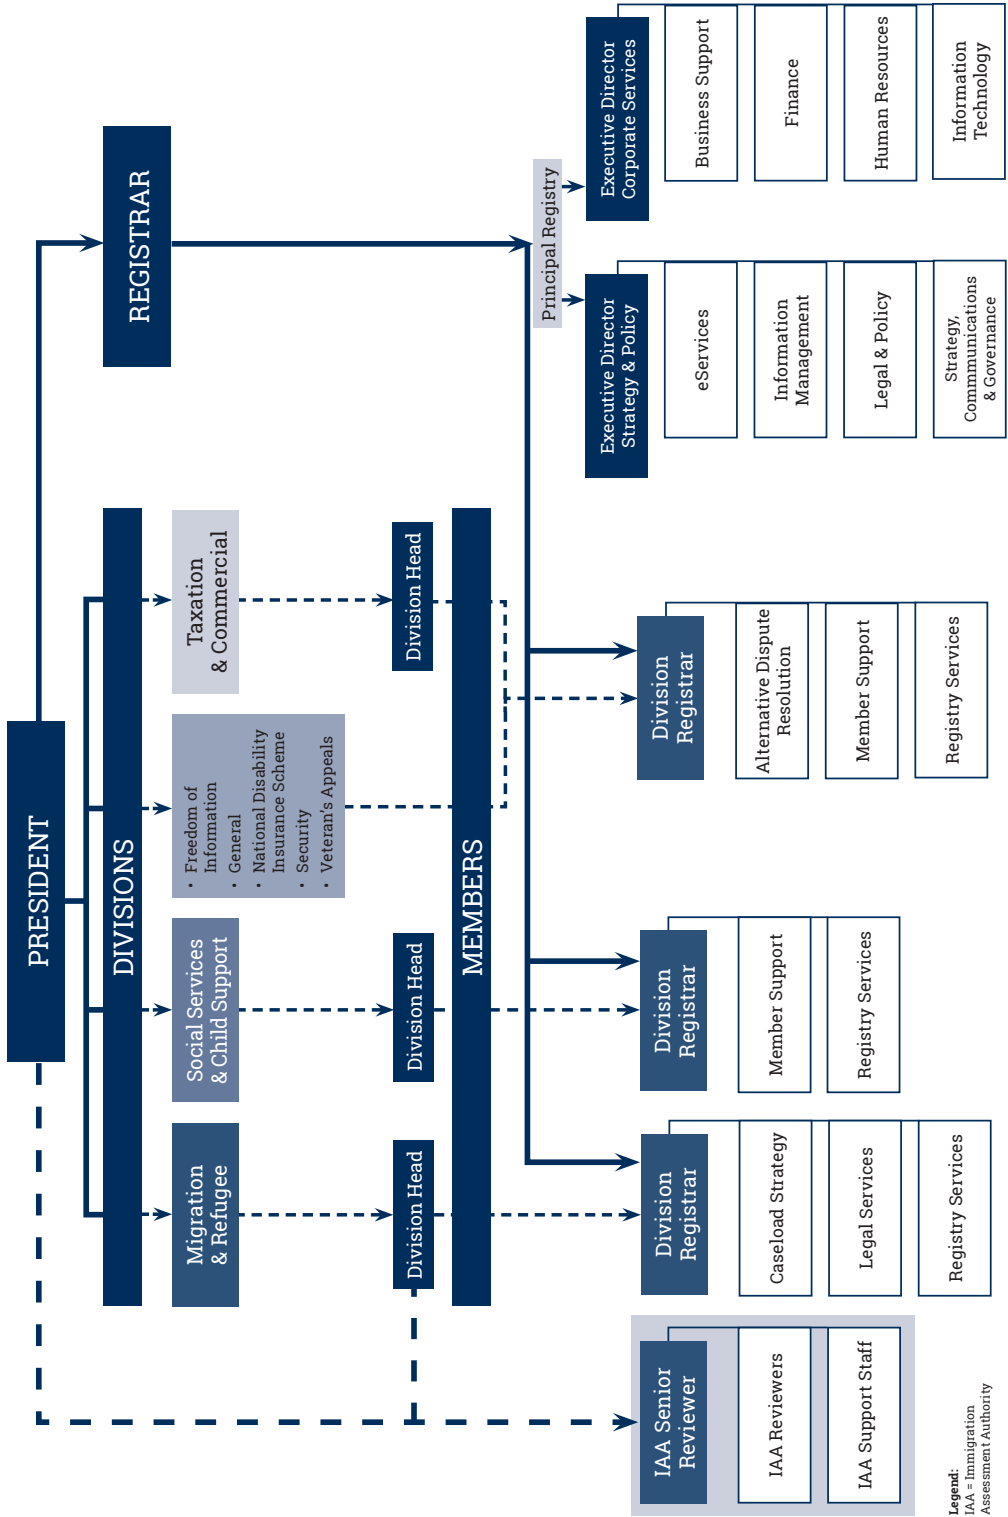 PRESIDENT
DIVISIONS
REGISTRAR
Migration
& Refugee
Social Services
& Child Support
• Freedom of
Information
• General
• National Disability
Insurance Scheme
• Security
• Veteran's Appeals
Taxation
& Commercial
Division Head
Division Head
Division Head
MEMBERS
Principal Registry
IAA Senior
Reviewer
IAA Reviewers
IAA Support Staff
Division
Registrar
Caseload Strategy
Legal Services
Registry Services
Division
Registrar
Member Support
Registry Services
Division
Registrar
Alternative Dispute
Resolution
Member Support
Registry Services
Executive Director
Strategy & Policy
eServices
Information
Management
Legal & Policy
Strategy,
Commmunications
& Governance
Executive Director
Corporate Services
Business Support
Finance
Human Resources
Information
Technology
Legend:
IAA = Immigration
Assessment Authority